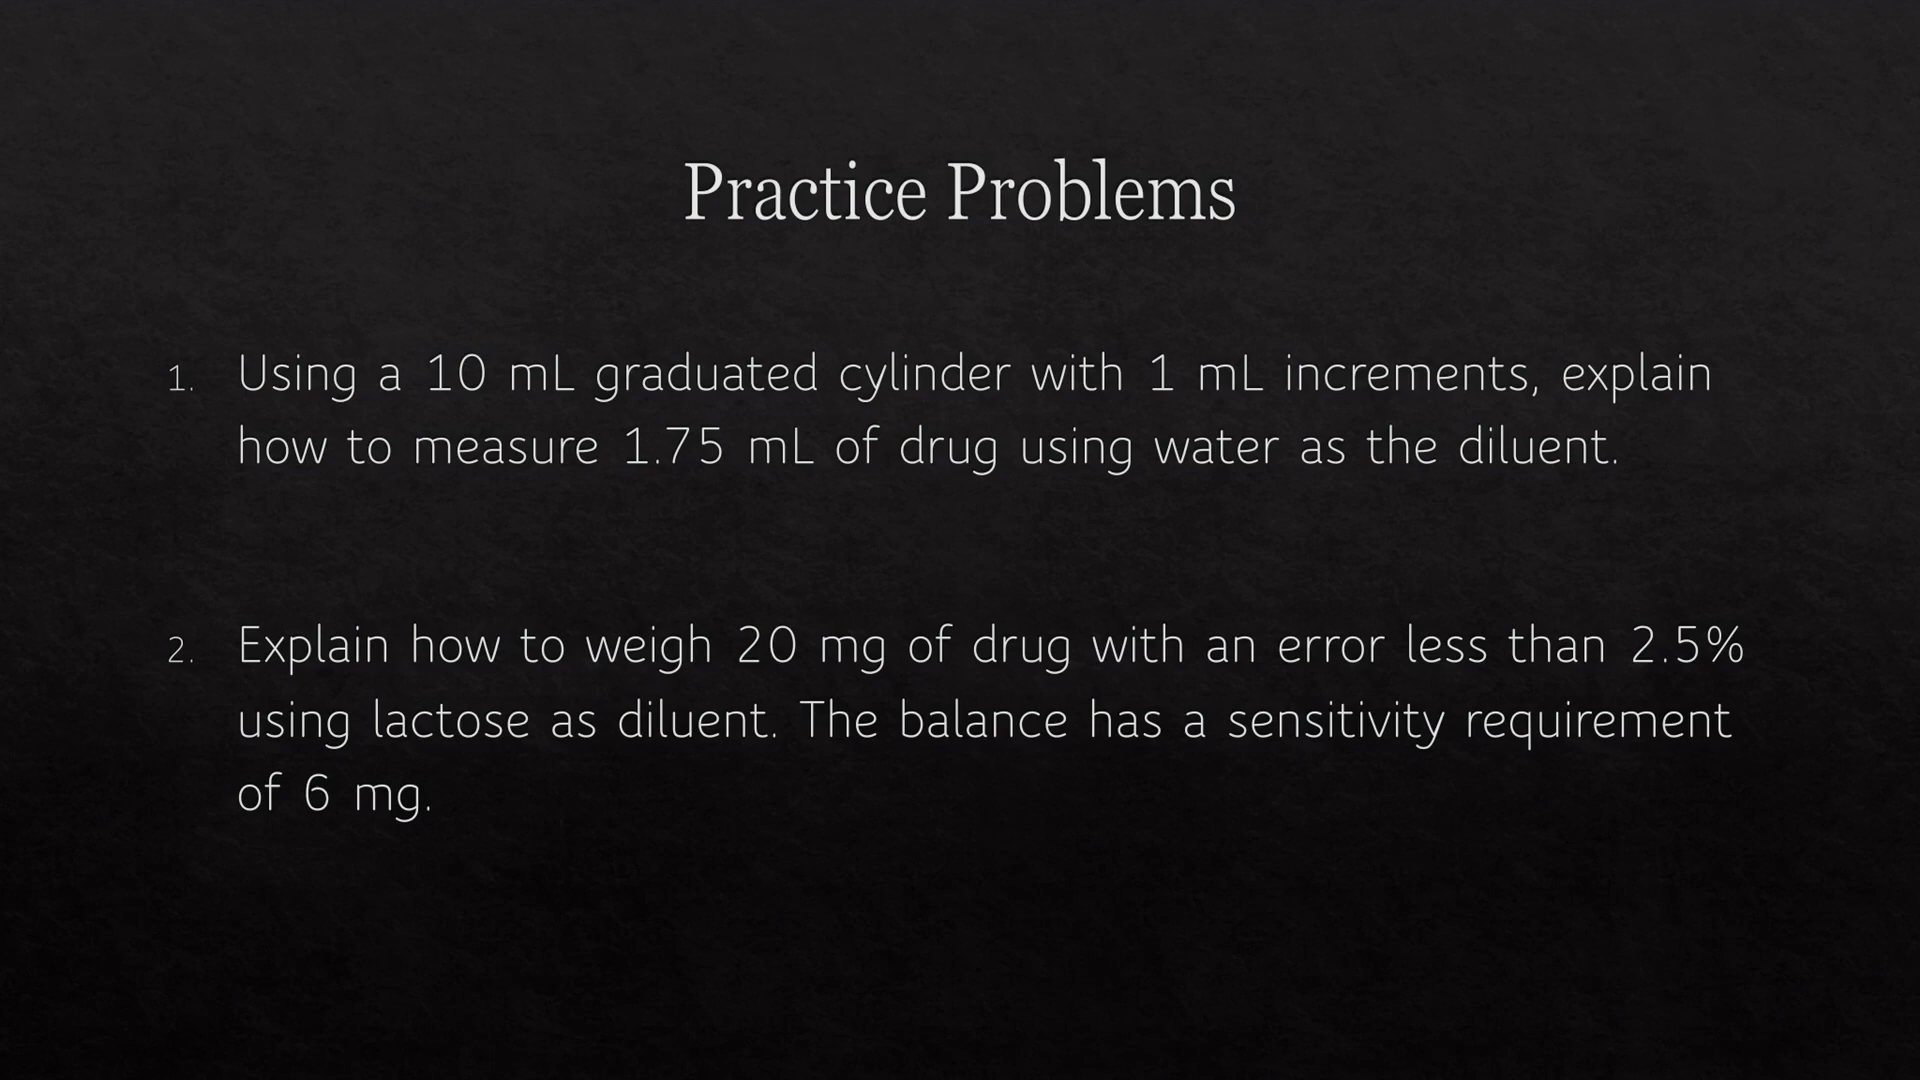 Practice Problems
1. Using a 10 mL graduated cylinder with 1 mL increments, explain
how to measure 1.75 mL of drug using water as the diluent.
2. Explain how to weigh 20 mg of drug with an error less than 2.5%
using lactose as diluent. The balance has a sensitivity requirement
of 6 mg.